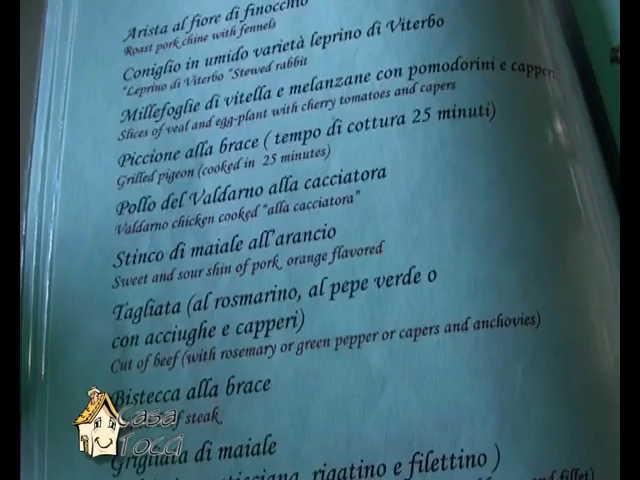 Arista al fiore di finocchio
Roast pork chine with fennels
Coniglio in umido varietà leprino di Viterbo
"Leprino di Viterbo "Stewed rabbit
Millefoglie di vitella e melanzane con pomodorini e capperi
Slices of veal and egg-plant with cherry tomatoes and capers
Piccione alla brace ( tempo di cottura 25 minuti)
Grilled pigeon (cooked in 25 minutes)
Pollo del Valdarno alla cacciatora
Valdarno chicken cooked "alla cacciatora"
Stinco di maiale all'arancio
Sweet and sour shin of pork, orange flavored
Tagliata (al rosmarino, al pepe verde o
con acciughe e capperi)
Cut of beef (with rosemary or green pepper or capers and anchovies)
Bistecca alla brace
of steak
Casa
Tocci
Grigliata di maiale
rigatino e filettino )
and fillet)